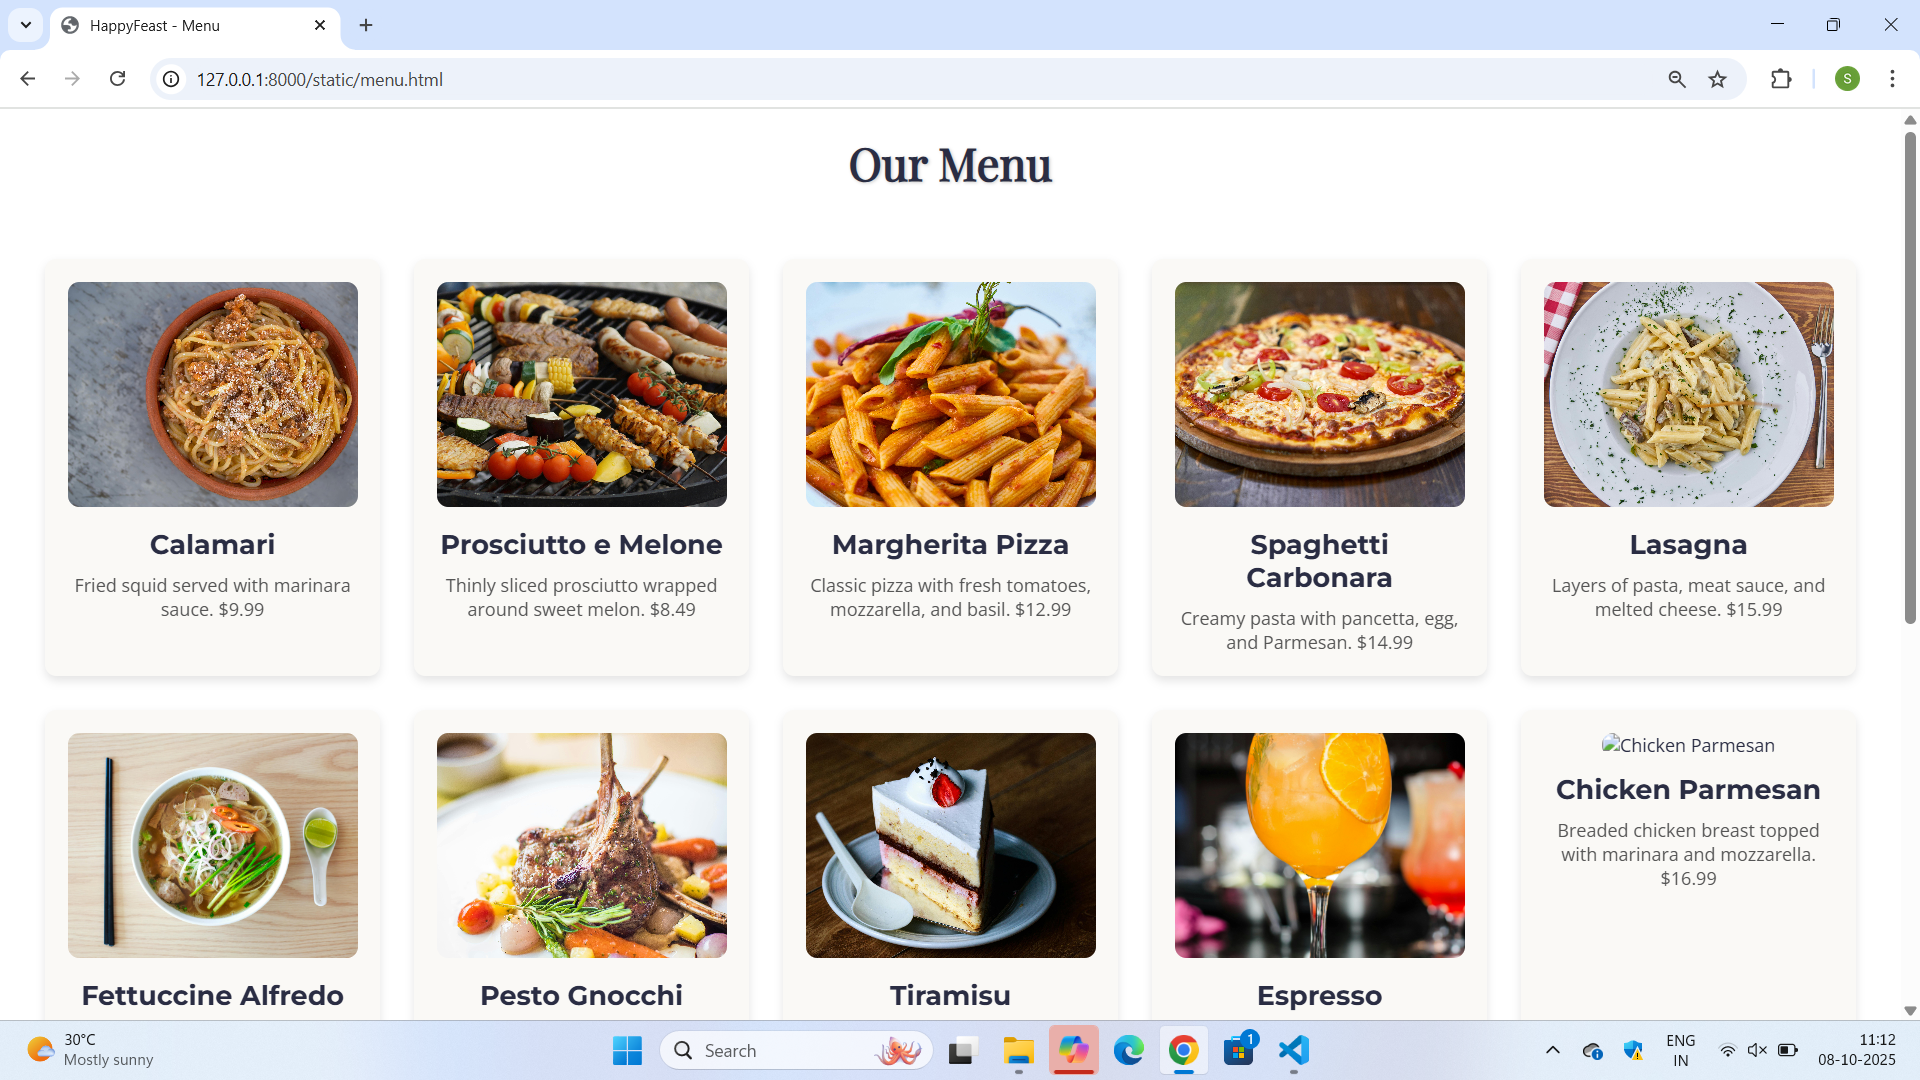 HappyFeast - Menu
127.0.0.1:8000/static/menu.html
S
Our Menu
Calamari
Fried squid served with marinara
sauce. $9.99
Prosciutto e Melone
Thinly sliced prosciutto wrapped
around sweet melon. $8.49
Margherita Pizza
Classic pizza with fresh tomatoes,
mozzarella, and basil. $12.99
Spaghetti
Carbonara
Creamy pasta with pancetta, egg,
and Parmesan. $14.99
Lasagna
Layers of pasta, meat sauce, and
melted cheese. $15.99
Fettuccine Alfredo
Pesto Gnocchi
Tiramisu
Espresso
Chicken Parmesan
Chicken Parmesan
Breaded chicken breast topped
with marinara and mozzarella.
$16.99
30°C
Mostly sunny
Search
1
ENG
IN
11:12
08-10-2025